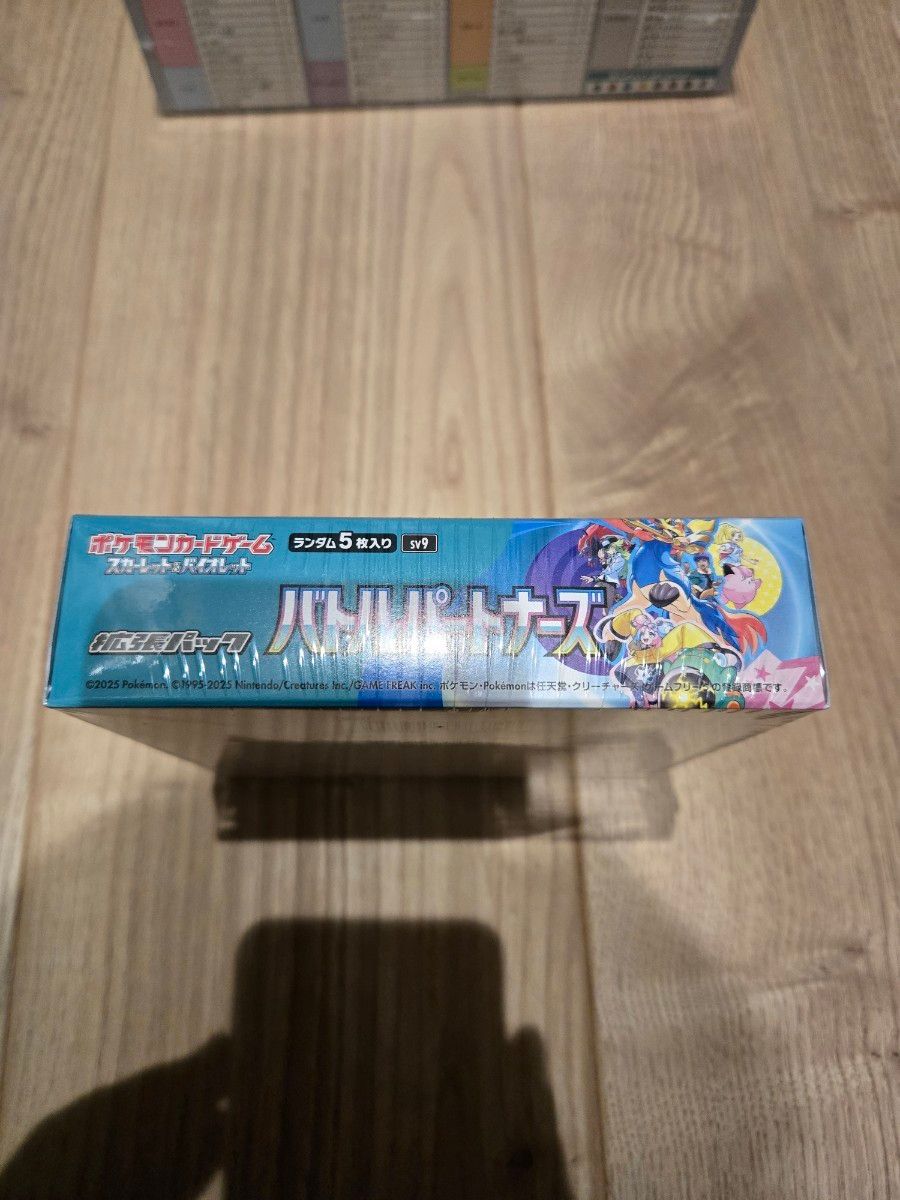 ポケモンカードゲーム
スカーレット&バイオレット
ランダム5枚入り
SV9
拡張パック
バトルパートナーズ
©2025 Pokémon. ©1995-2025 Nintendo/Creatures Inc./GAME FREAK inc. ポケモン・Pokémonは任天堂・クリーチャーズ・ゲームフリークの登録商標です。